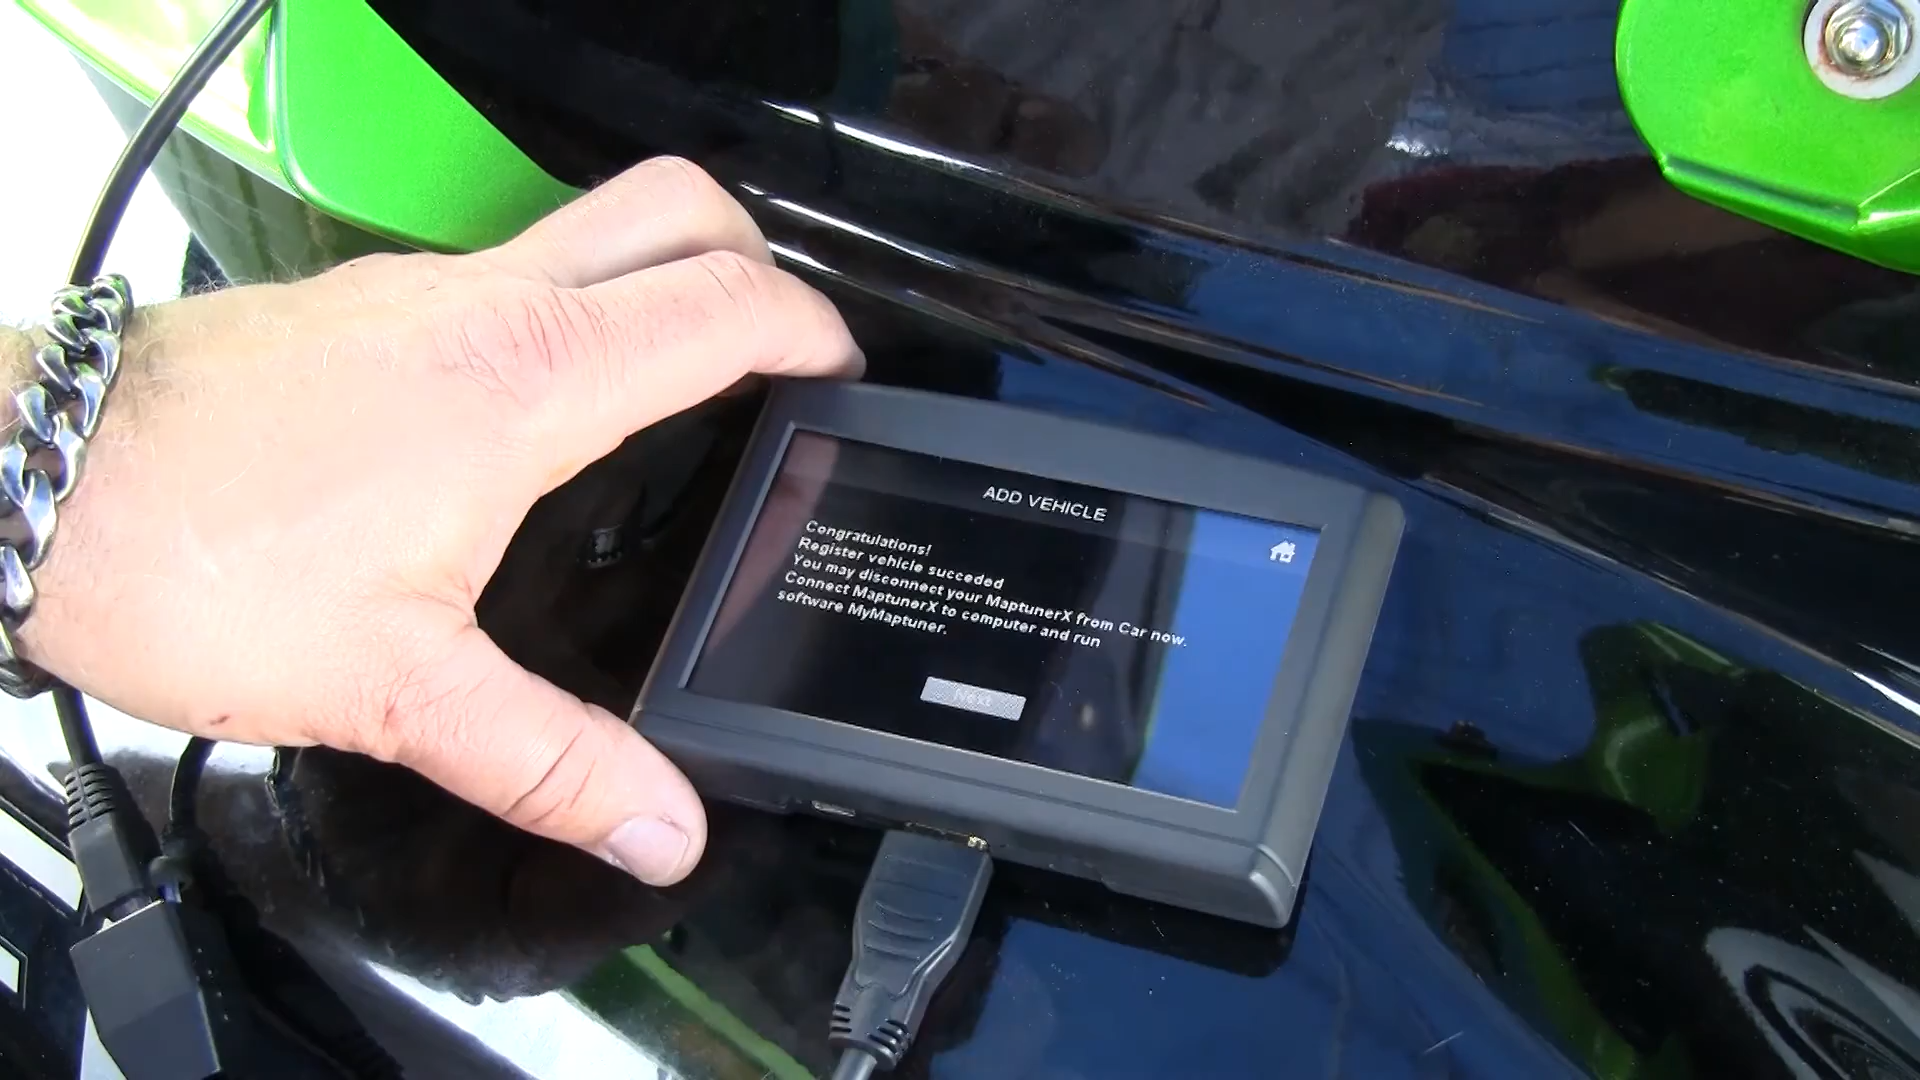 ADD VEHICLE
Congratulations!
Register vehicle succeded
You may disconnect your MaptunerX from Car now.
Connect MaptunerX to computer and run
software MyMaptuner.
Next